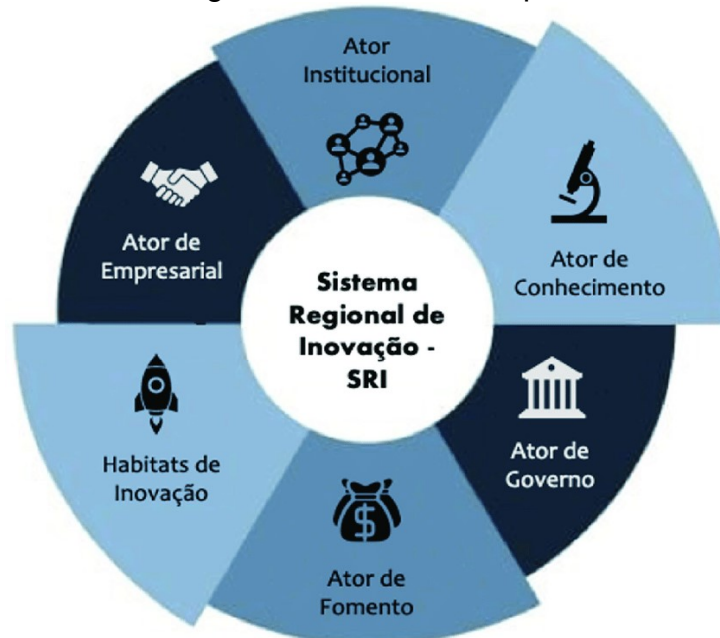 Ator
Institucional
Ator de
Conhecimento
Ator de
Governo
Ator de
Fomento
Habitats de
Inovação
Ator de
Empresarial
Sistema
Regional de
Inovação -
SRI